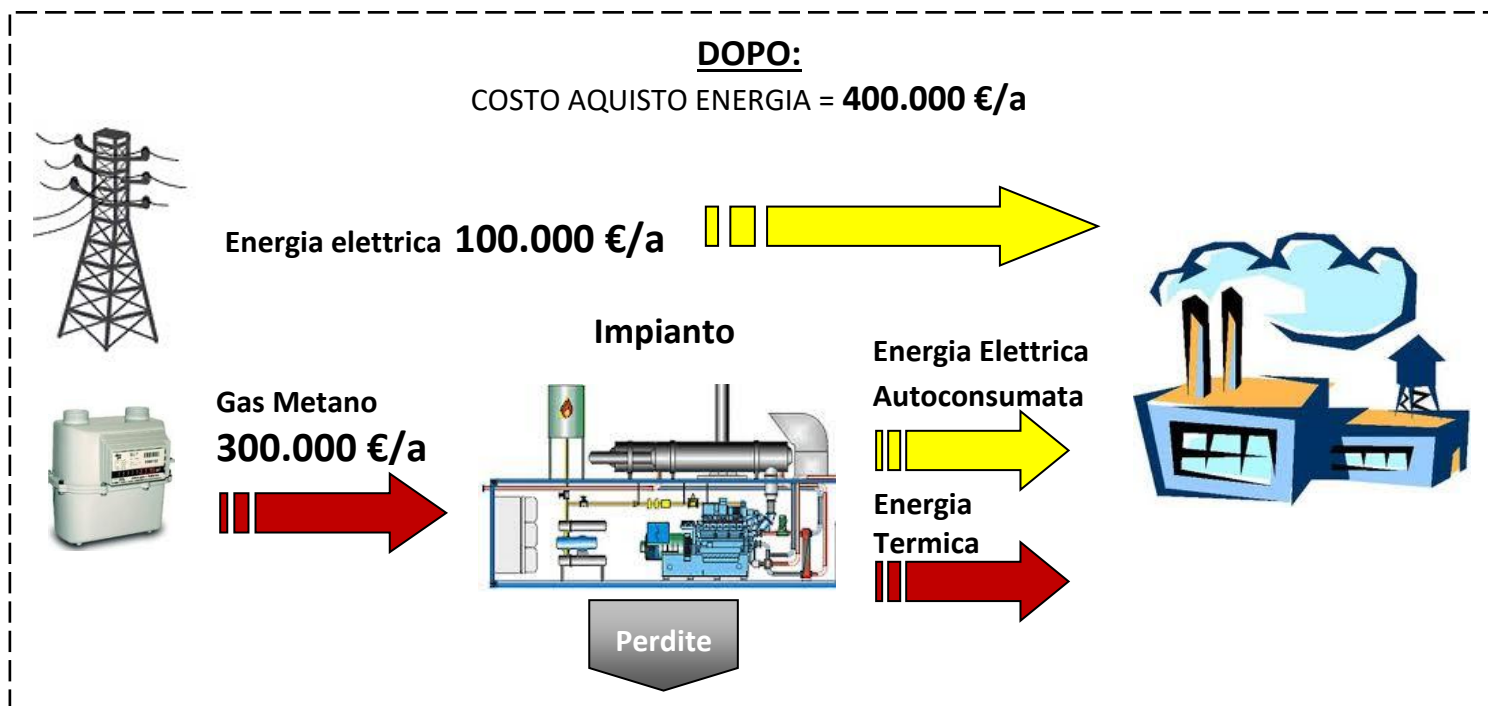 DOPO:
COSTO AQUISTO ENERGIA = 400.000 €/a
Energia elettrica 100.000 €/a
Impianto
Energia Elettrica
Autoconsumata
Gas Metano
300.000 €/a
Energia
Termica
Perdite